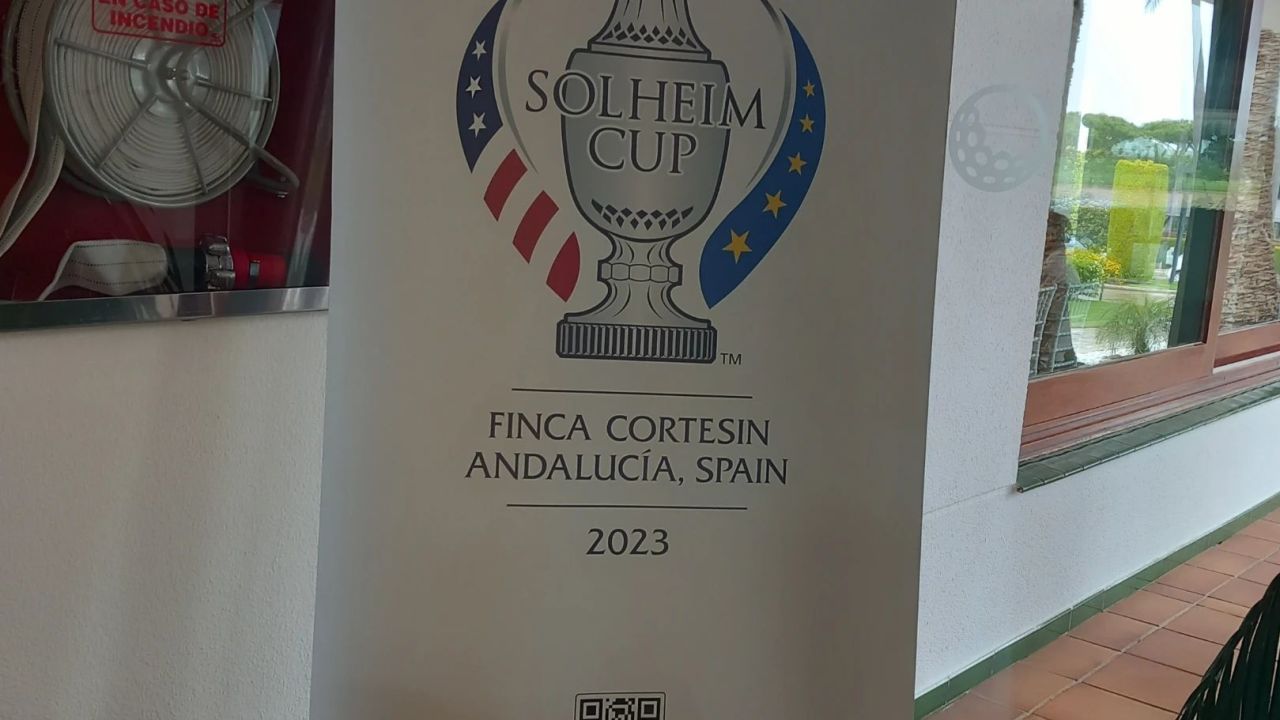 EN CASO DE
INCENDIO
SOLHEIM
CUP
TM
FINCA CORTESIN
ANDALUCÍA, SPAIN
2023